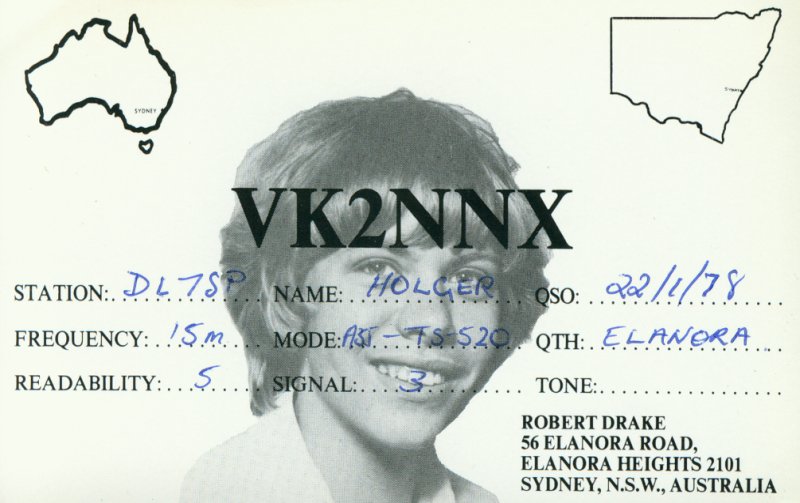 SYDNEY
SYDNEY
VK2NNX
STATION: DL7SP NAME: HOLGER QSO: 22/1/78
FREQUENCY: 15m MODE: A5J - TS-520 QTH: ELANORA
READABILITY: 5 SIGNAL: 3 TONE:
ROBERT DRAKE
56 ELANORA ROAD,
ELANORA HEIGHTS 2101
SYDNEY, N.S.W., AUSTRALIA